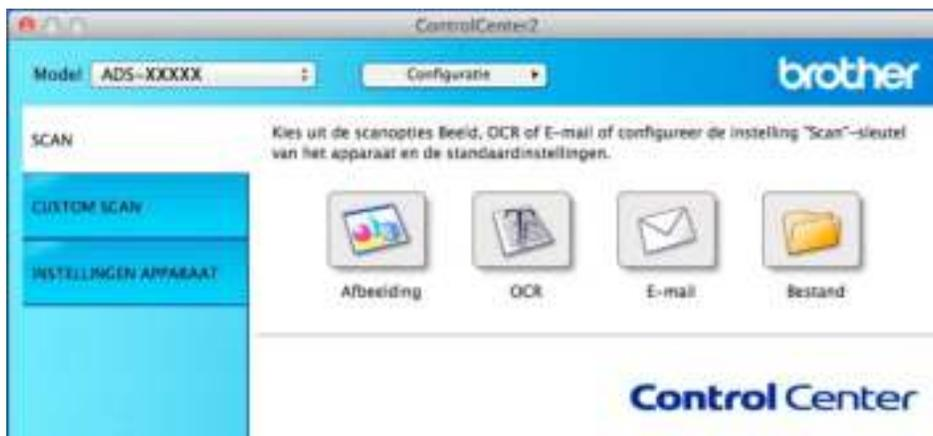 ControlCenter2
Model ADS-XXXXX Configuratie
brother
SCAN
CUSTOM SCAN
INSTELLINGEN APPARAAT
Kies uit de scanopties Beeld, OCR of E-mail of configureer de instelling "Scan"-sleutel
van het apparaat en de standaardinstellingen.
Afbeelding OCR E-mail Bestand
Control Center